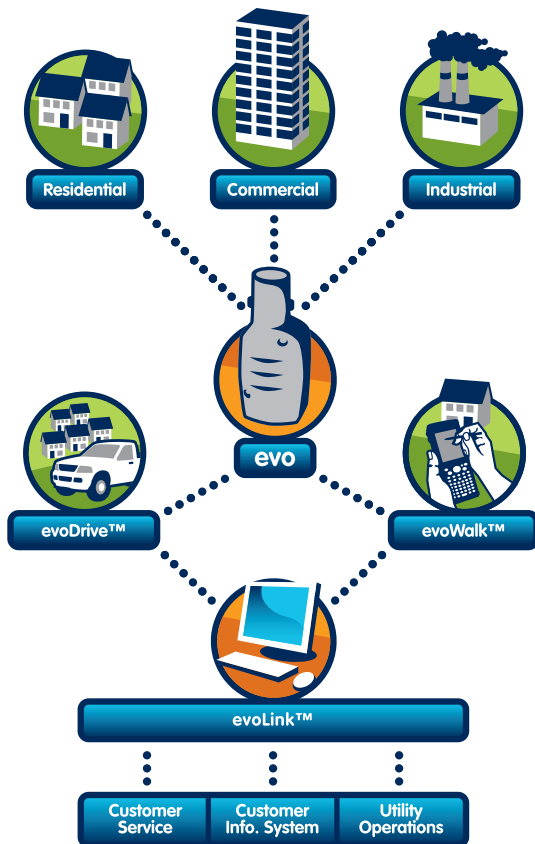 Residential
Commercial
Industrial
evo
evoDrive™
evoWalk™
evoLink™
Customer
Service
Customer
Info. System
Utility
Operations